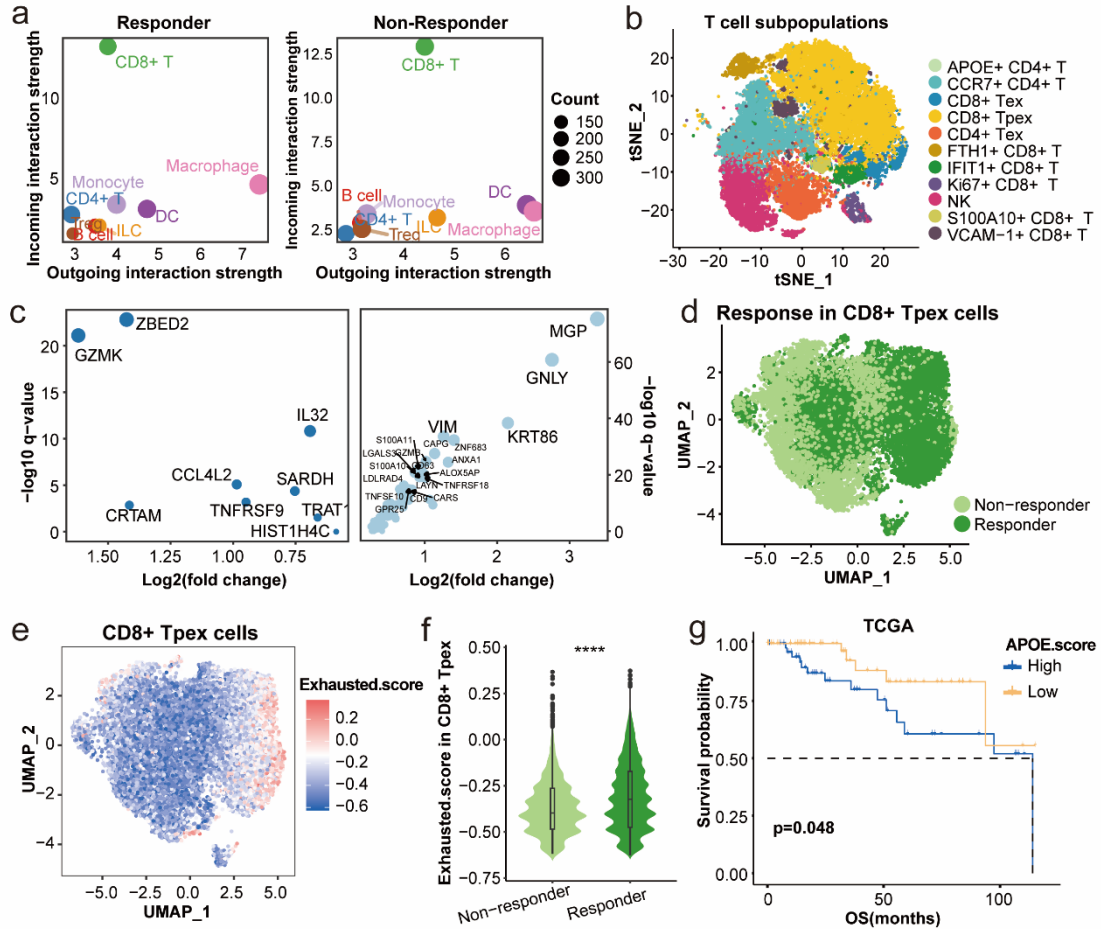 a
Responder
Non-Responder
Incoming interaction strength
10
5
CD8+ T
Macrophage
Monocyte
CD4+ T
DC
Treg
B cell
ILC
3
4
5
6
7
Outgoing interaction strength
Incoming interaction strength
12.5
10.0
7.5
5.0
2.5
CD8+ T
DC
B cell
Monocyte
CD4+ T
Tred
ILC
Macrophage
3
4
5
6
Outgoing interaction strength
Count
150
200
250
300
b
T cell subpopulations
tSNE_2
20
10
0
−10
−20
−30
−20
−10
0
10
20
tSNE_1
APOE+ CD4+ T
CCR7+ CD4+ T
CD8+ Tex
CD8+ Tpex
CD4+ Tex
FTH1+ CD8+ T
IFIT1+ CD8+ T
Ki67+ CD8+ T
NK
S100A10+ CD8+ T
VCAM-1+ CD8+ T
c
−log10 q-value
20
15
10
5
0
ZBED2
GZMK
IL32
CCL4L2
SARDH
CRTAM
TNFRSF9
TRAT
HIST1H4C
1.50
1.25
1.00
0.75
Log2(fold change)
MGP
GNLY
KRT86
VIM
S100A11
CAPG
ZNF683
LGALS3
GZMB
ANXA1
S100A10
CD63
ALOX5AP
LDLRAD4
LAYN
TNFRSF18
TNFSF10
CD9
CARS
GPR25
1
2
3
Log2(fold change)
60
40
20
0
−log10 q-value
d
Response in CD8+ Tpex cells
UMAP_2
2
0
−2
−4
−5.0
−2.5
0.0
2.5
5.0
UMAP_1
Non−responder
Responder
e
CD8+ Tpex cells
UMAP_2
2
0
−2
−4
−5.0
−2.5
0.0
2.5
5.0
UMAP_1
Exhausted.score
0.2
0.0
−0.2
−0.4
−0.6
f
Exhausted.score in CD8+ Tpex
0.50
0.25
0.00
−0.25
−0.50
−0.75
****
Non−responder
Responder
g
TCGA
Survival probability
1.00
0.75
0.50
0.25
0.00
p=0.048
0
50
100
OS(months)
APOE.score
High
Low